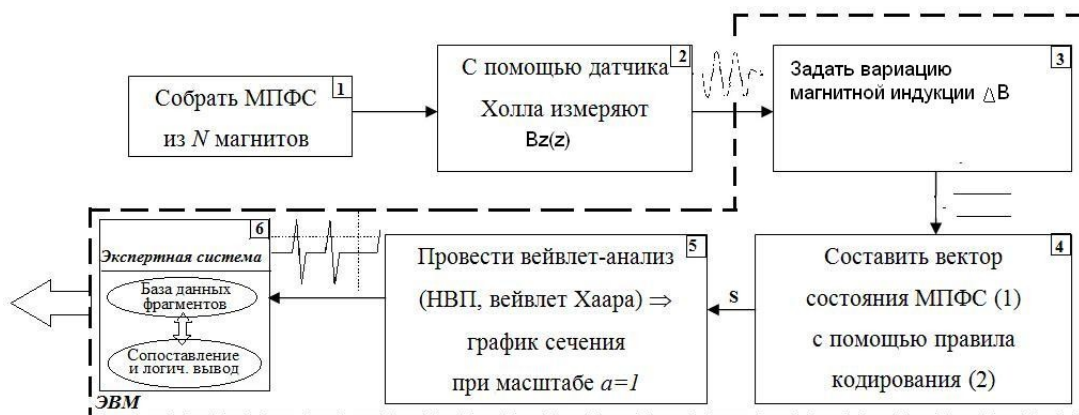 1
Собрать МПФС
из N магнитов
2
С помощью датчика
Холла измеряют
Bz(z)
3
Задать вариацию
магнитной индукции △B
4
Составить вектор
состояния МПФС (1)
с помощью правила
кодирования (2)
S
5
Провести вейвлет-анализ
(НВП, вейвлет Хаара) ⇒
график сечения
при масштабе a=1
6
Экспертная система
База данных
фрагментов
Сопоставление
и логич. вывод
ЭВМ